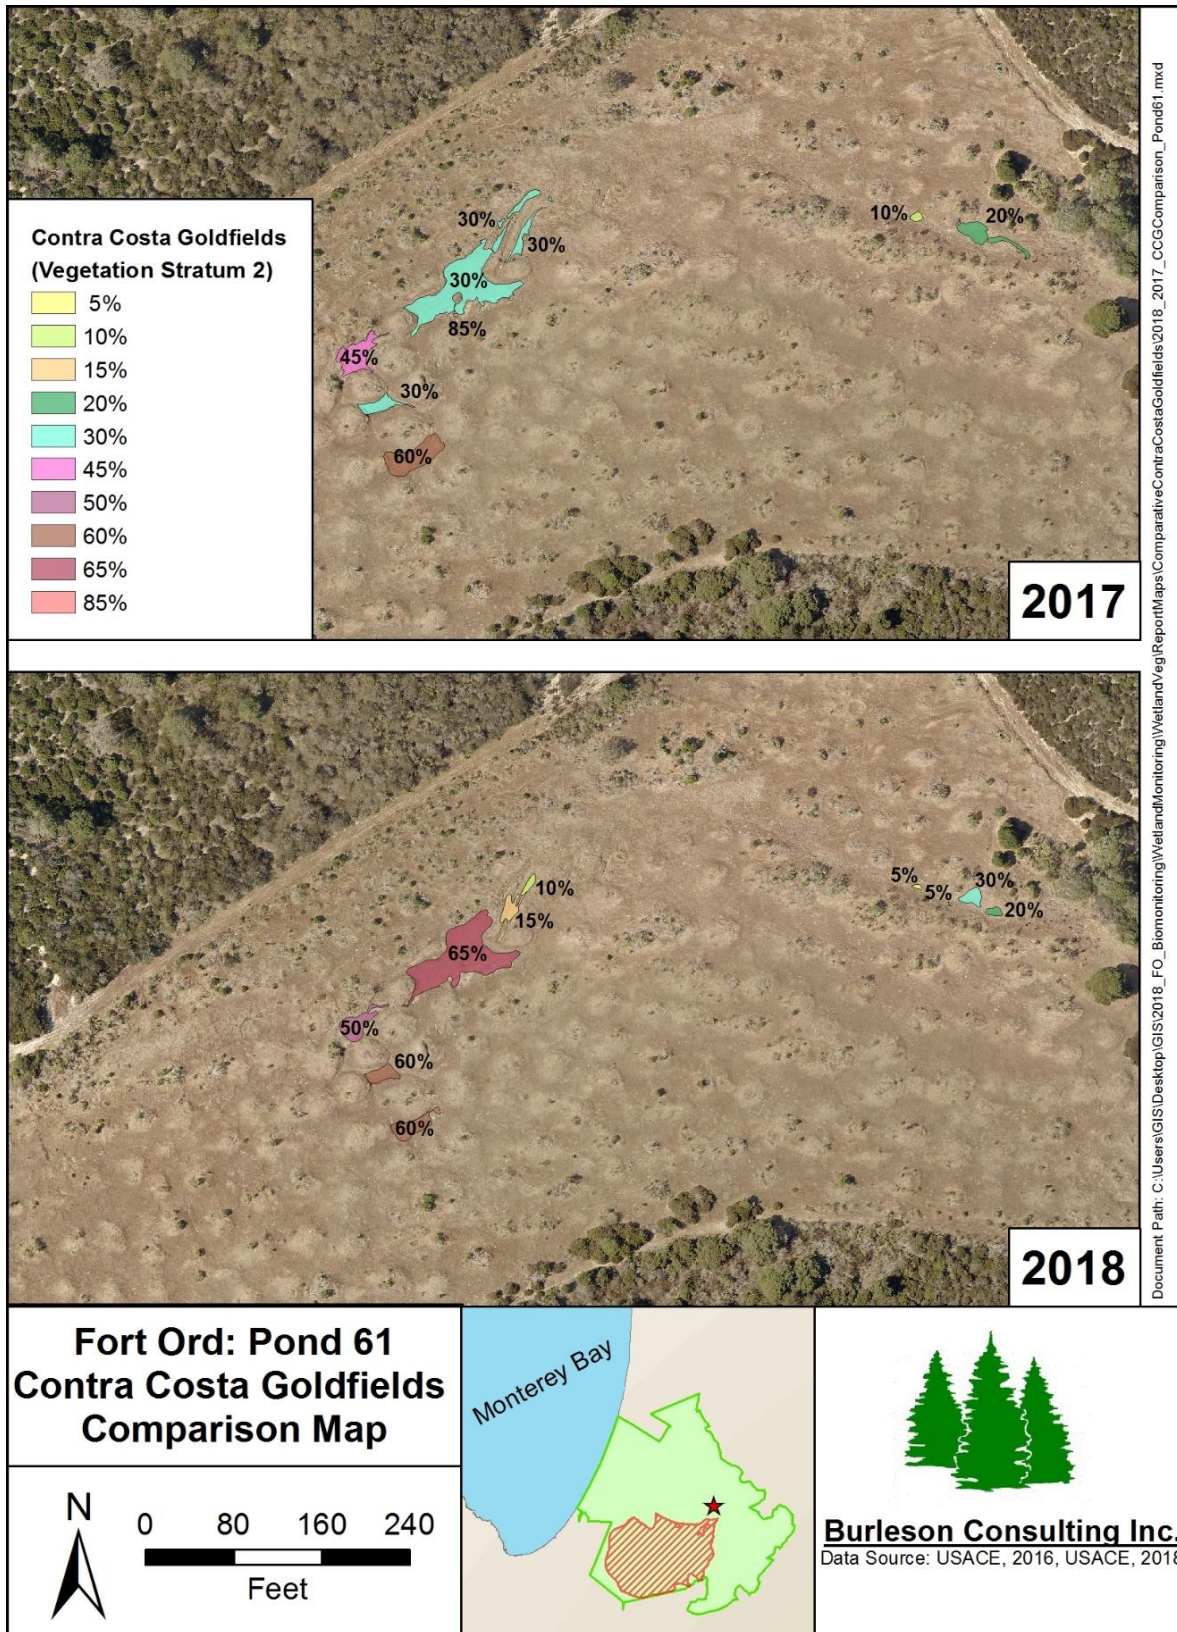 Contra Costa Goldfields
(Vegetation Stratum 2)
5%
10%
15%
20%
30%
45%
50%
60%
65%
85%
30%
30%
30%
85%
45%
30%
60%
10%
20%
2017
10%
15%
65%
50%
60%
60%
5%
5%
30%
20%
2018
Document Path: C:\Users\GIS\Desktop\GIS\2018_FO_Biomonitoring\WetlandMonitoring\WetlandVeg\ReportMaps\ComparativeContraCostaGoldfields\2018_2017_CCGComparison_Pond61.mxd
Fort Ord: Pond 61
Contra Costa Goldfields
Comparison Map
N
0 80 160 240
Feet
Monterey Bay
Burleson Consulting Inc.
Data Source: USACE, 2016, USACE, 2018